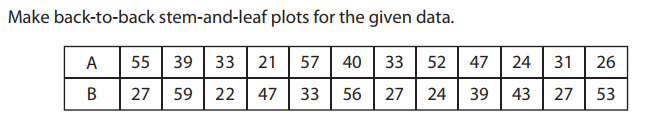 Make back-to-back stem-and-leaf plots for the given data.
A 55 39 33 21 57 40 33 52 47 24 31 26
B 27 59 22 47 33 56 27 24 39 43 27 53